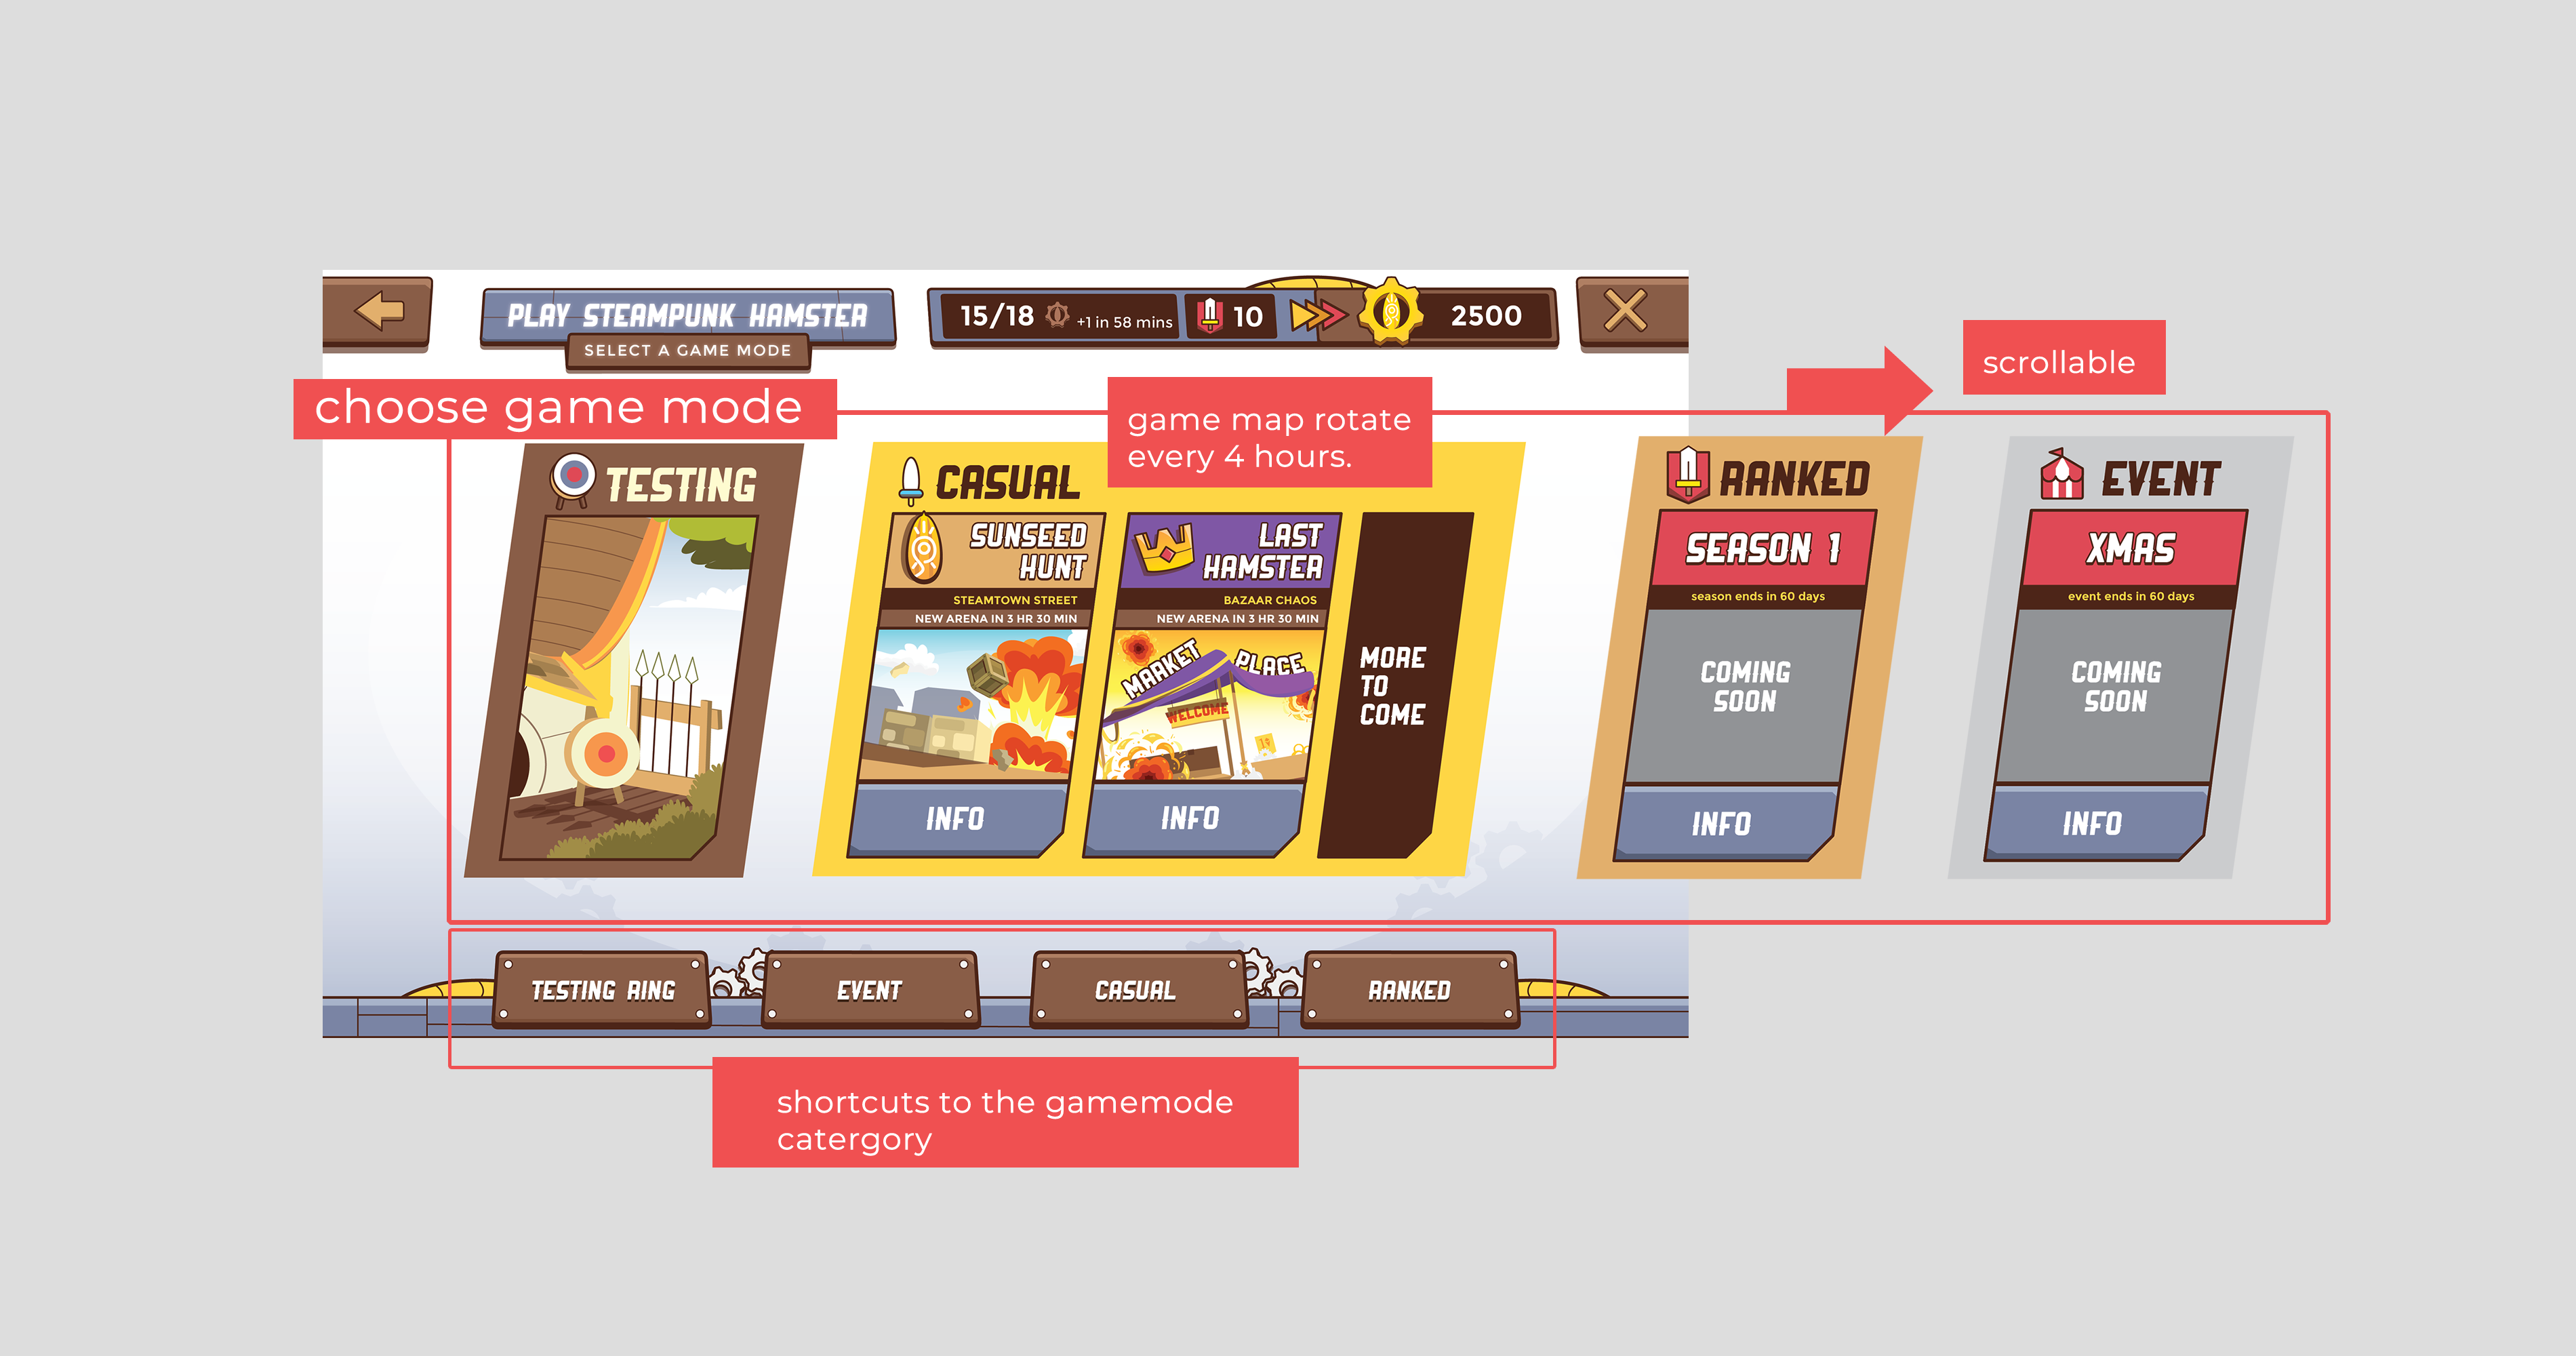 PLAY STEAMPUNK HAMSTER
SELECT A GAME MODE
15/18
+1 in 58 mins
10
2500
scrollable
choose game mode
game map rotate
every 4 hours.
TESTING
CASUAL
SUNSEED
HUNT
STEAMTOWN STREET
NEW ARENA IN 3 HR 30 MIN
INFO
LAST
HAMSTER
BAZAAR CHAOS
NEW ARENA IN 3 HR 30 MIN
MARKET PLACE
WELCOME
INFO
MORE
TO
COME
RANKED
SEASON 1
season ends in 60 days
COMING
SOON
INFO
EVENT
XMAS
event ends in 60 days
COMING
SOON
INFO
TESTING RING
EVENT
CASUAL
RANKED
shortcuts to the gamemode
catergory